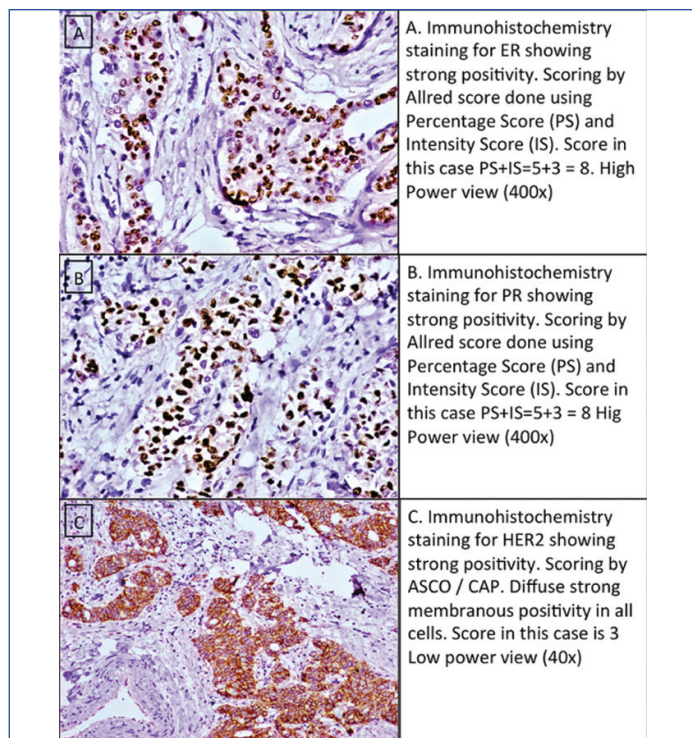 A
A. Immunohistochemistry
staining for ER showing
strong positivity. Scoring by
Allred score done using
Percentage Score (PS) and
Intensity Score (IS). Score in
this case PS+IS=5+3 = 8. High
Power view (400x)
B
B. Immunohistochemistry
staining for PR showing
strong positivity. Scoring by
Allred score done using
Percentage Score (PS) and
Intensity Score (IS). Score in
this case PS+IS=5+3 = 8 Hig
Power view (400x)
C
C. Immunohistochemistry
staining for HER2 showing
strong positivity. Scoring by
ASCO / CAP. Diffuse strong
membranous positivity in all
cells. Score in this case is 3
Low power view (40x)